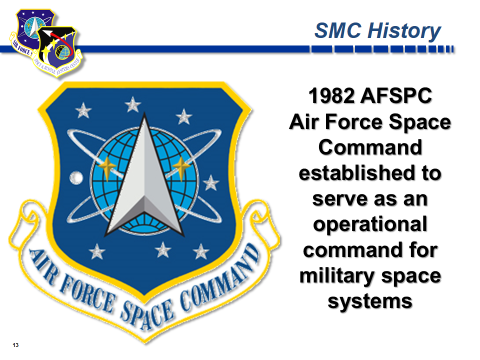 SMC History
AIR FORCE SPACE COMMAND
1982 AFSPC
Air Force Space
Command
established to
serve as an
operational
command for
military space
systems
13